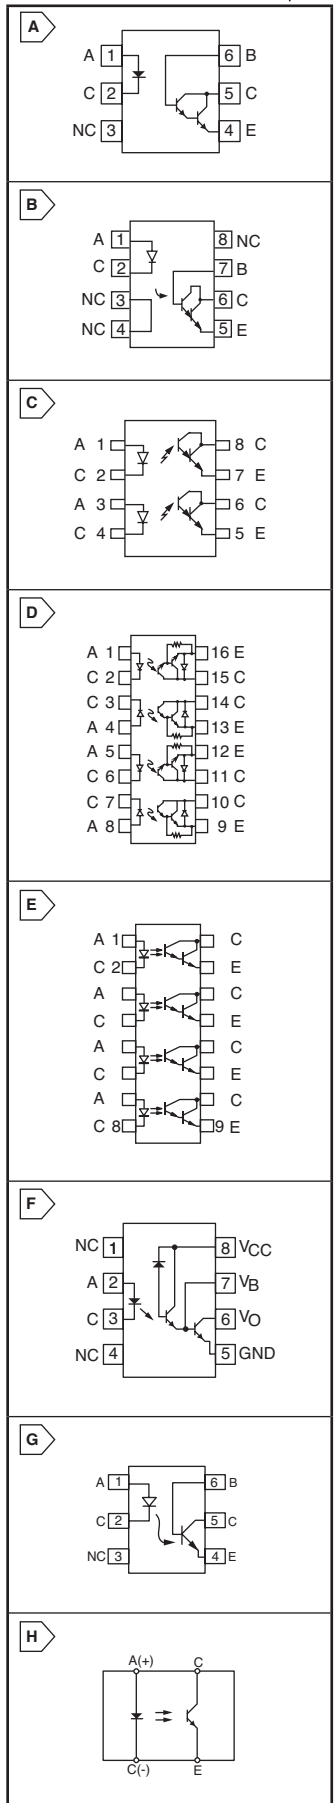 A
A 1 6 B
C 2 5 C
NC 3 4 E
B
A 1 8 NC
C 2 7 B
NC 3 6 C
NC 4 5 E
C
A 1 8 C
C 2 7 E
A 3 6 C
C 4 5 E
D
A 1 16 E
C 2 15 C
C 3 14 C
A 4 13 E
A 5 12 E
C 6 11 C
C 7 10 C
A 8 9 E
E
A 1 C
C 2 E
A C
C E
A C
C E
A C
C 8 9 E
F
NC 1 8 VCC
A 2 7 VB
C 3 6 VO
NC 4 5 GND
G
A 1 6 B
C 2 5 C
NC 3 4 E
H
A(+) C
C(-) E